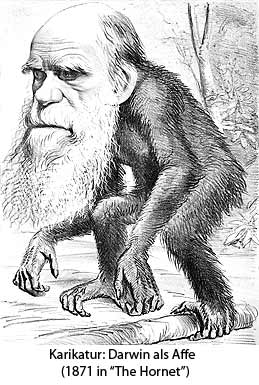 Karikatur: Darwin als Affe
(1871 in “The Hornet”)